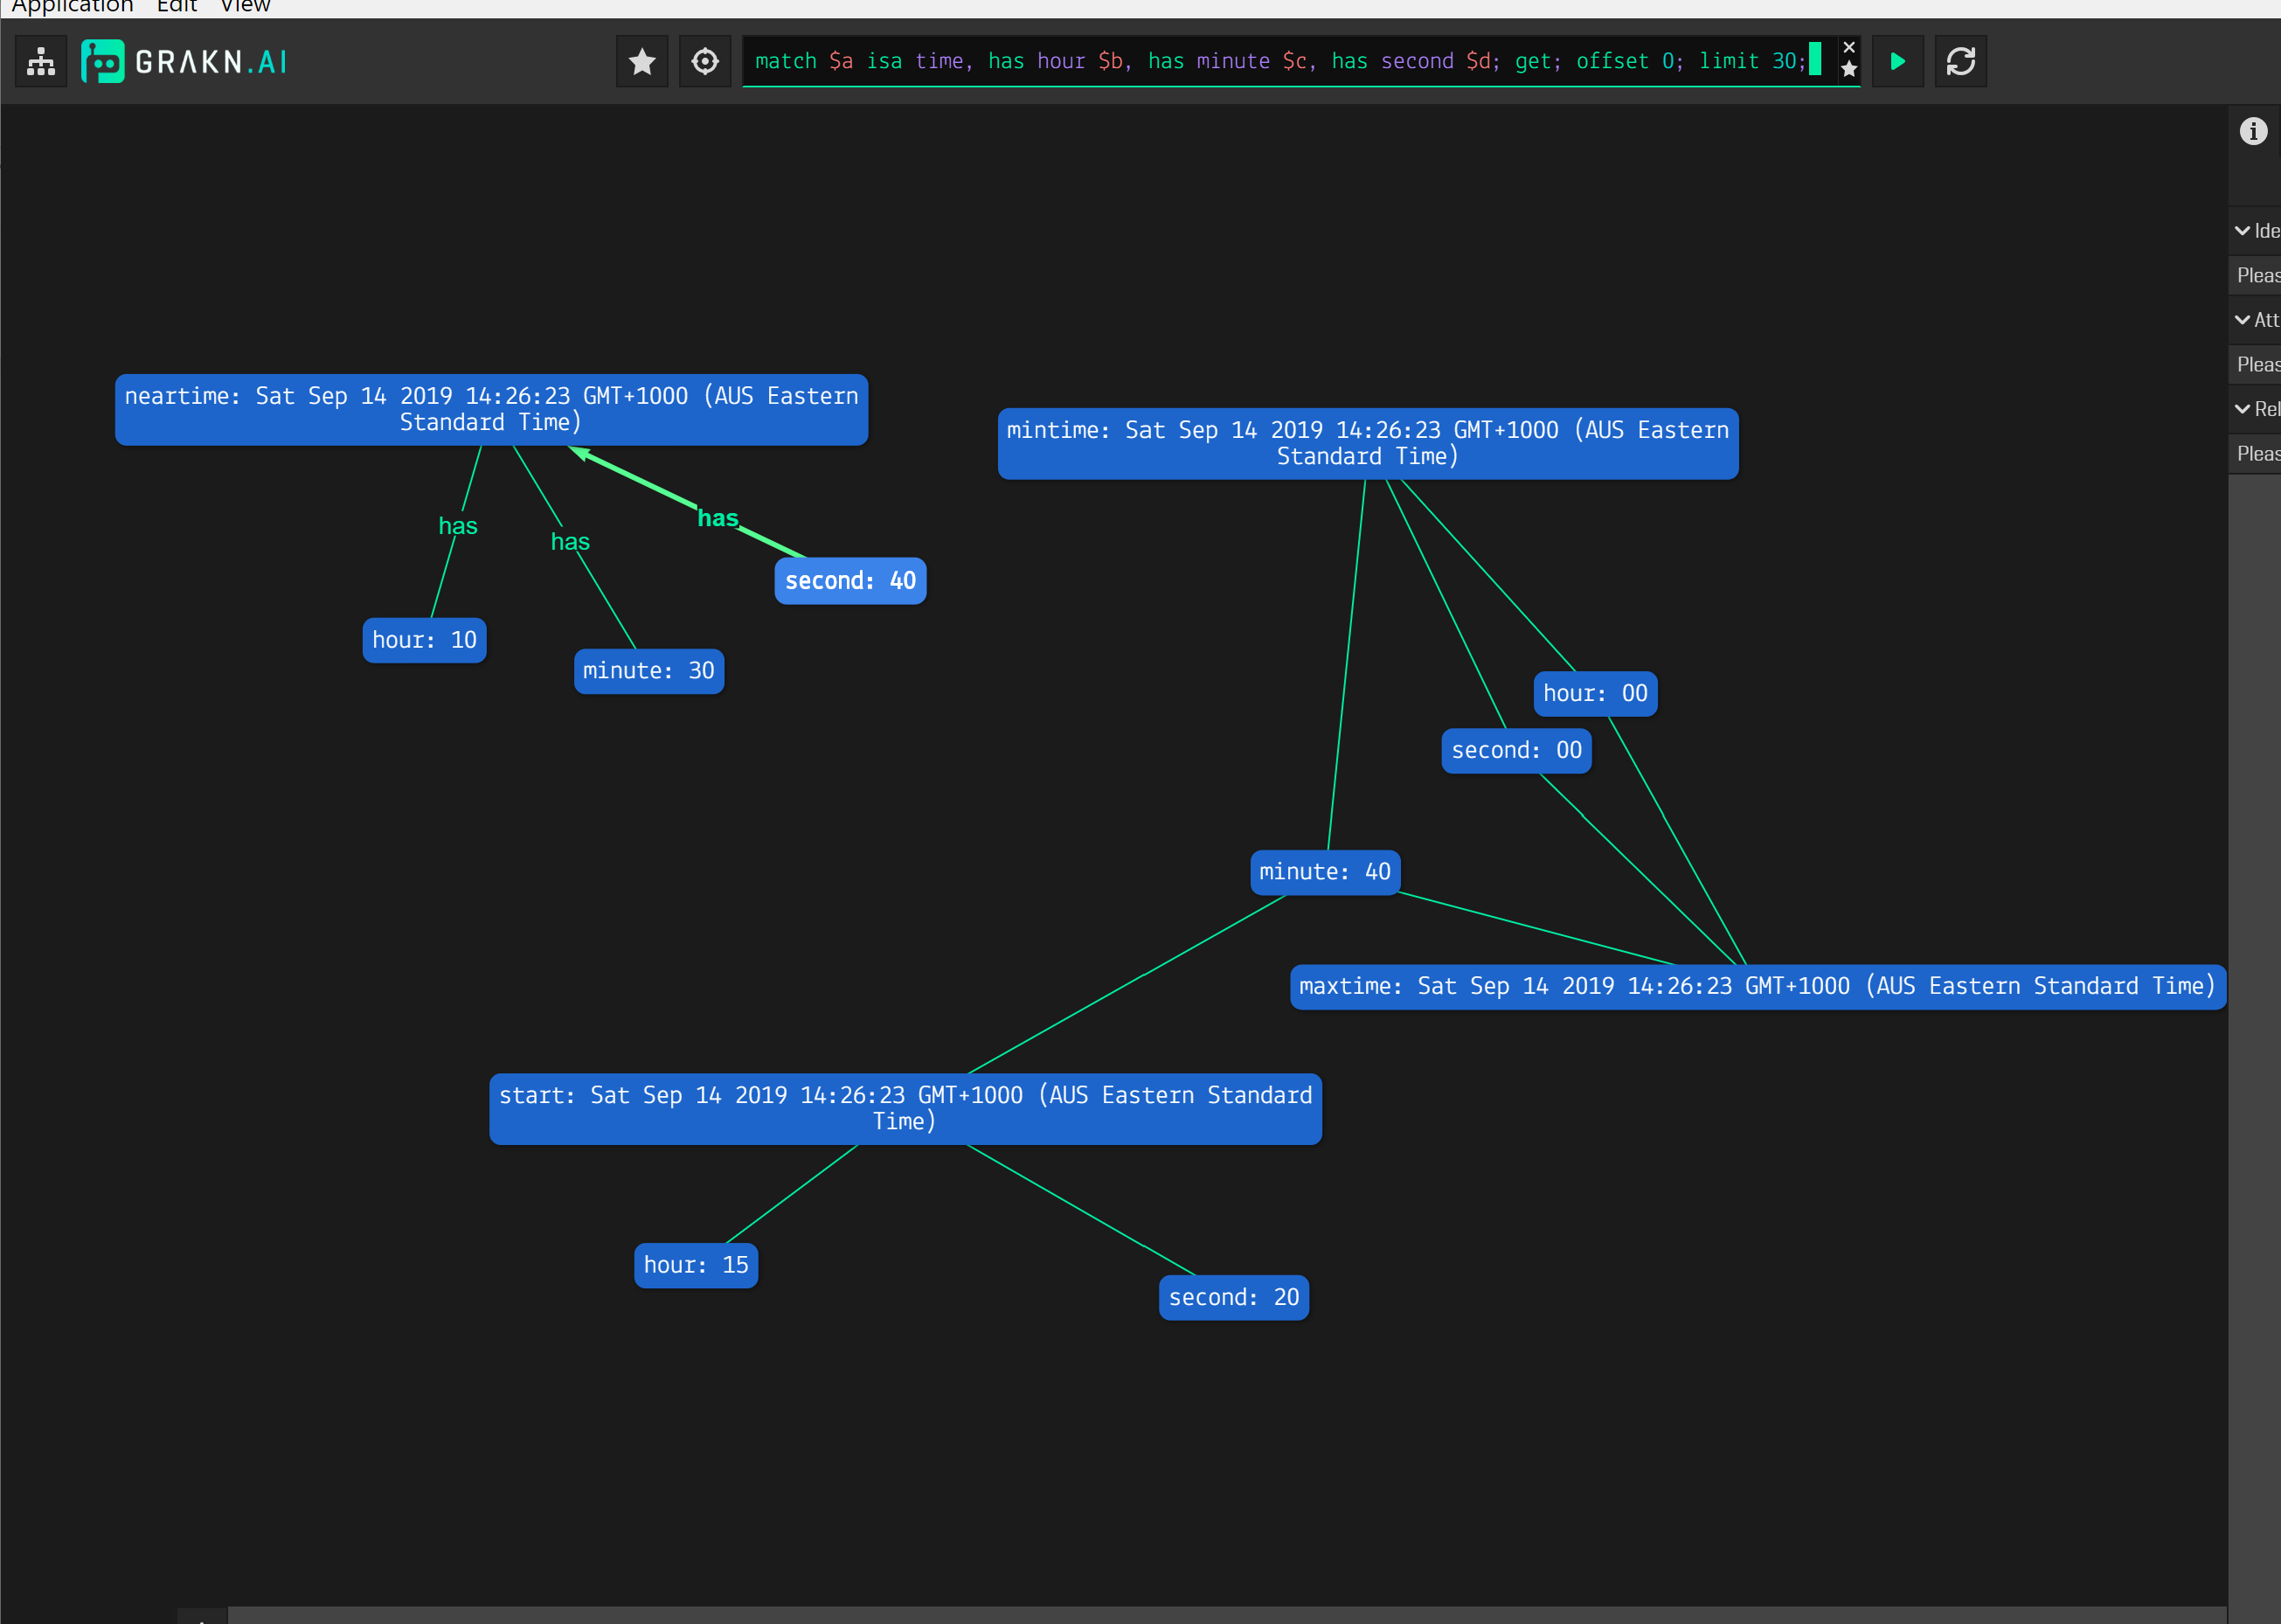 Application Edit View
GRAKN.AI
match $a isa time, has hour $b, has minute $c, has second $d; get; offset 0; limit 30;
neartime: Sat Sep 14 2019 14:26:23 GMT+1000 (AUS Eastern
Standard Time)
mintime: Sat Sep 14 2019 14:26:23 GMT+1000 (AUS Eastern
Standard Time)
has
has
has
second: 40
hour: 10
minute: 30
hour: 00
second: 00
minute: 40
maxtime: Sat Sep 14 2019 14:26:23 GMT+1000 (AUS Eastern Standard Time)
start: Sat Sep 14 2019 14:26:23 GMT+1000 (AUS Eastern Standard
Time)
hour: 15
second: 20
Ide
Pleas
Att
Pleas
Rel
Pleas